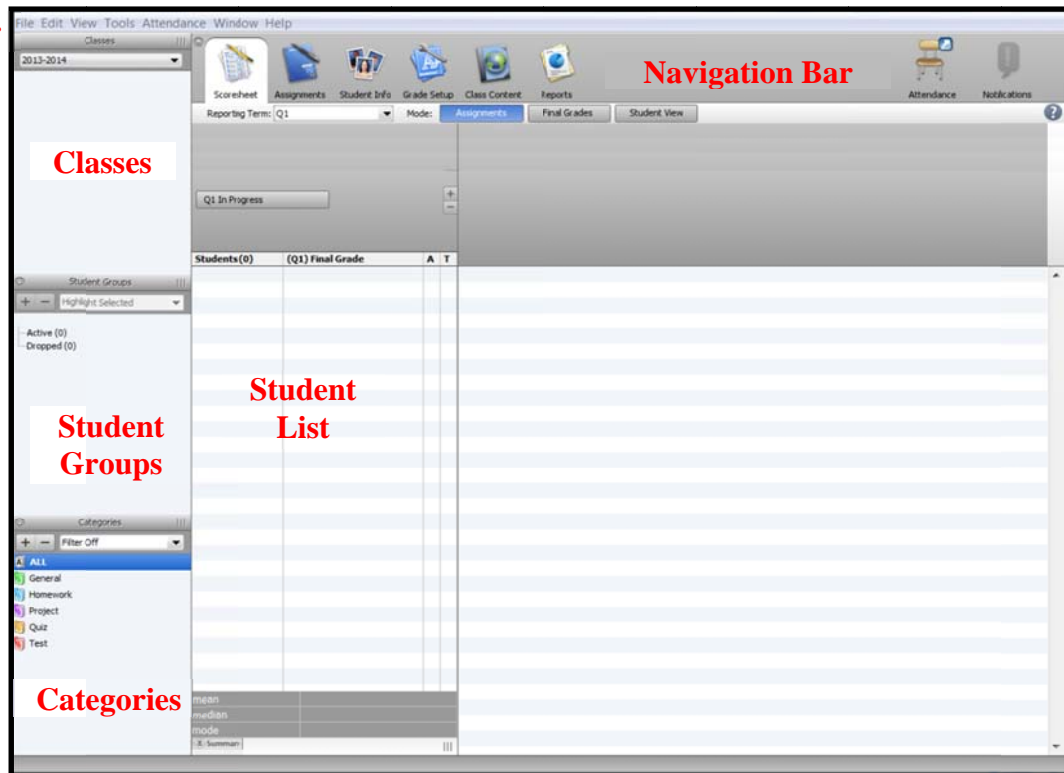 File Edit View Tools Attendance Window Help
Classes
2013-2014
Scoresheet Assignments Student Info Grade Setup Class Content Reports
Navigation Bar
Attendance Notifications
Reporting Term: Q1 Mode: Assignments Final Grades Student View
?
Classes
Q1 In Progress
+
−
Students(0) (Q1) Final Grade A T
Student Groups
+ − Highlight Selected
Active (0)
Dropped (0)
Student
List
Student
Groups
Categories
+ − Filter Off
ALL
General
Homework
Project
Quiz
Test
Categories
mean
median
mode